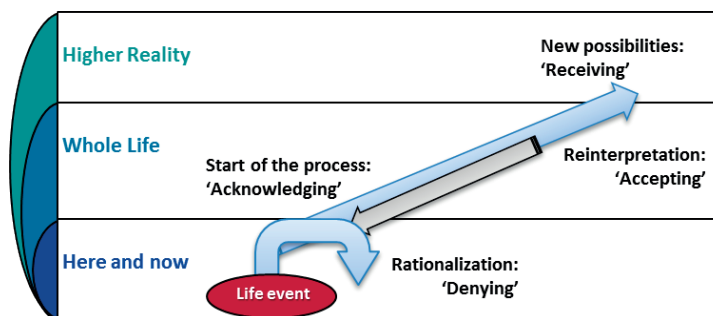 Higher Reality
New possibilities:
‘Receiving’
Whole Life
Start of the process:
‘Acknowledging’
Reinterpretation:
‘Accepting’
Here and now
Rationalization:
‘Denying’
Life event